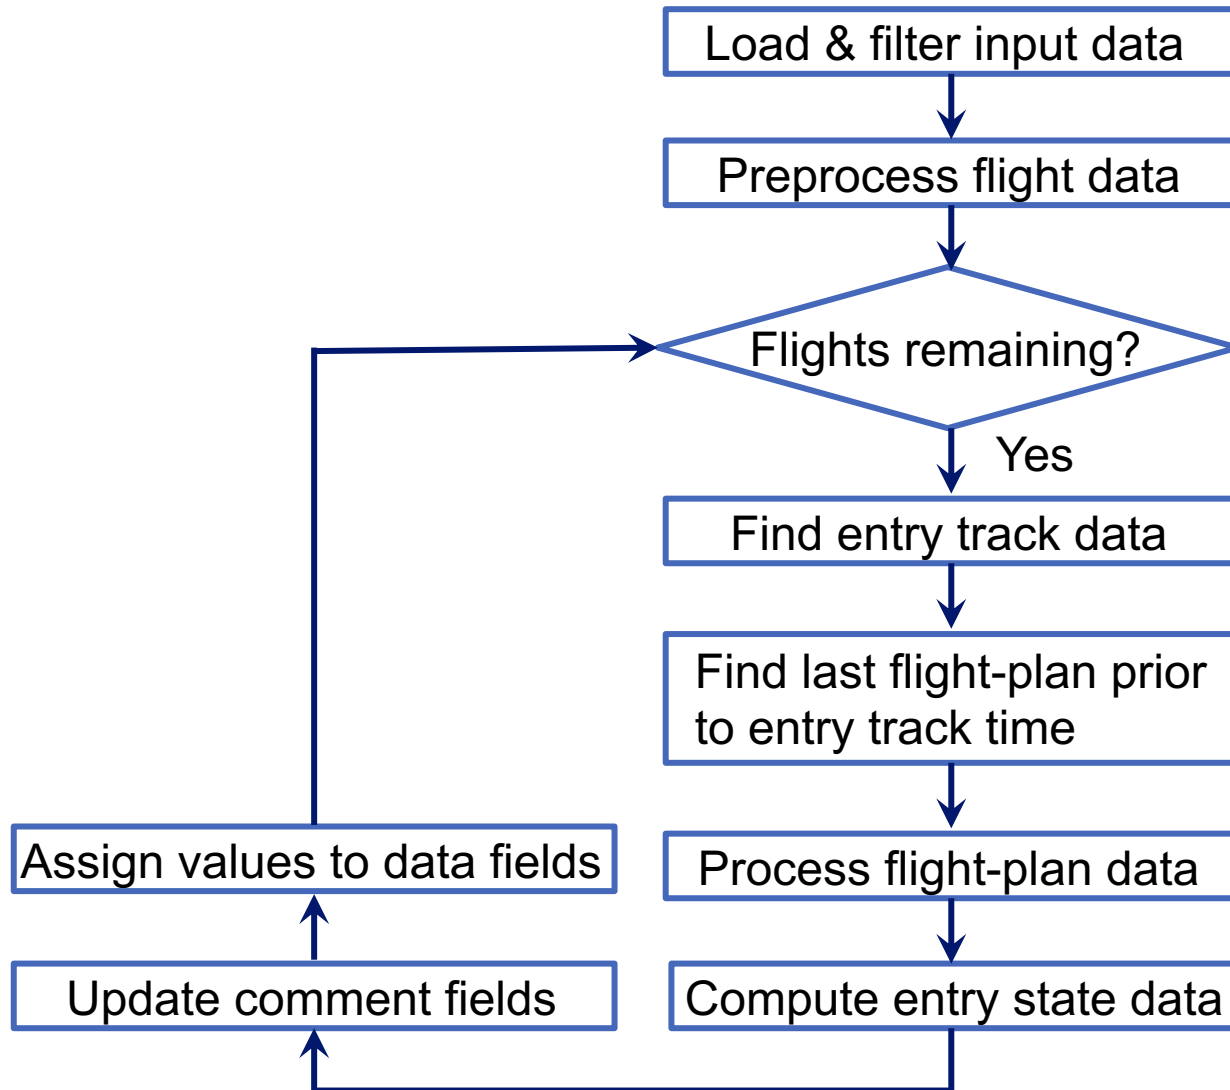 Load & filter input data
Preprocess flight data
Flights remaining?
Yes
Find entry track data
Find last flight-plan prior
to entry track time
Process flight-plan data
Compute entry state data
Update comment fields
Assign values to data fields